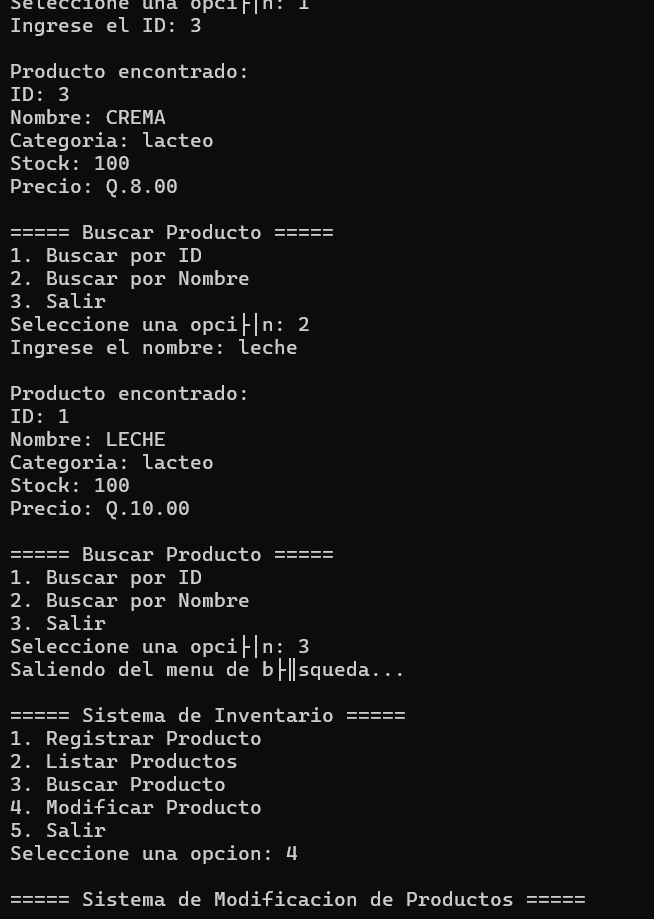 Seleccione una opci├│n: 1
Ingrese el ID: 3
Producto encontrado:
ID: 3
Nombre: CREMA
Categoria: lacteo
Stock: 100
Precio: Q.8.00
===== Buscar Producto =====
1. Buscar por ID
2. Buscar por Nombre
3. Salir
Seleccione una opci├│n: 2
Ingrese el nombre: leche
Producto encontrado:
ID: 1
Nombre: LECHE
Categoria: lacteo
Stock: 100
Precio: Q.10.00
===== Buscar Producto =====
1. Buscar por ID
2. Buscar por Nombre
3. Salir
Seleccione una opci├│n: 3
Saliendo del menu de b├║squeda...
===== Sistema de Inventario =====
1. Registrar Producto
2. Listar Productos
3. Buscar Producto
4. Modificar Producto
5. Salir
Seleccione una opcion: 4
===== Sistema de Modificacion de Productos =====